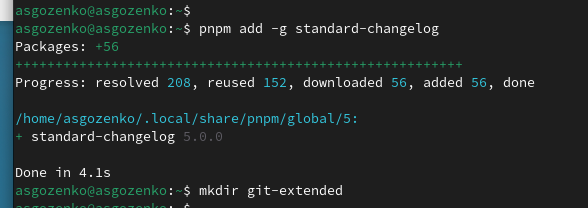 asgozenko@asgozenko:~$
asgozenko@asgozenko:~$ pnpm add -g standard-changelog
Packages: +56
++++++++++++++++++++++++++++++++++++++++++++++++++++++++
Progress: resolved 208, reused 152, downloaded 56, added 56, done
/home/asgozenko/.local/share/pnpm/global/5:
+ standard-changelog 5.0.0
Done in 4.1s
asgozenko@asgozenko:~$ mkdir git-extended
asgozenko@asgozenko:~$